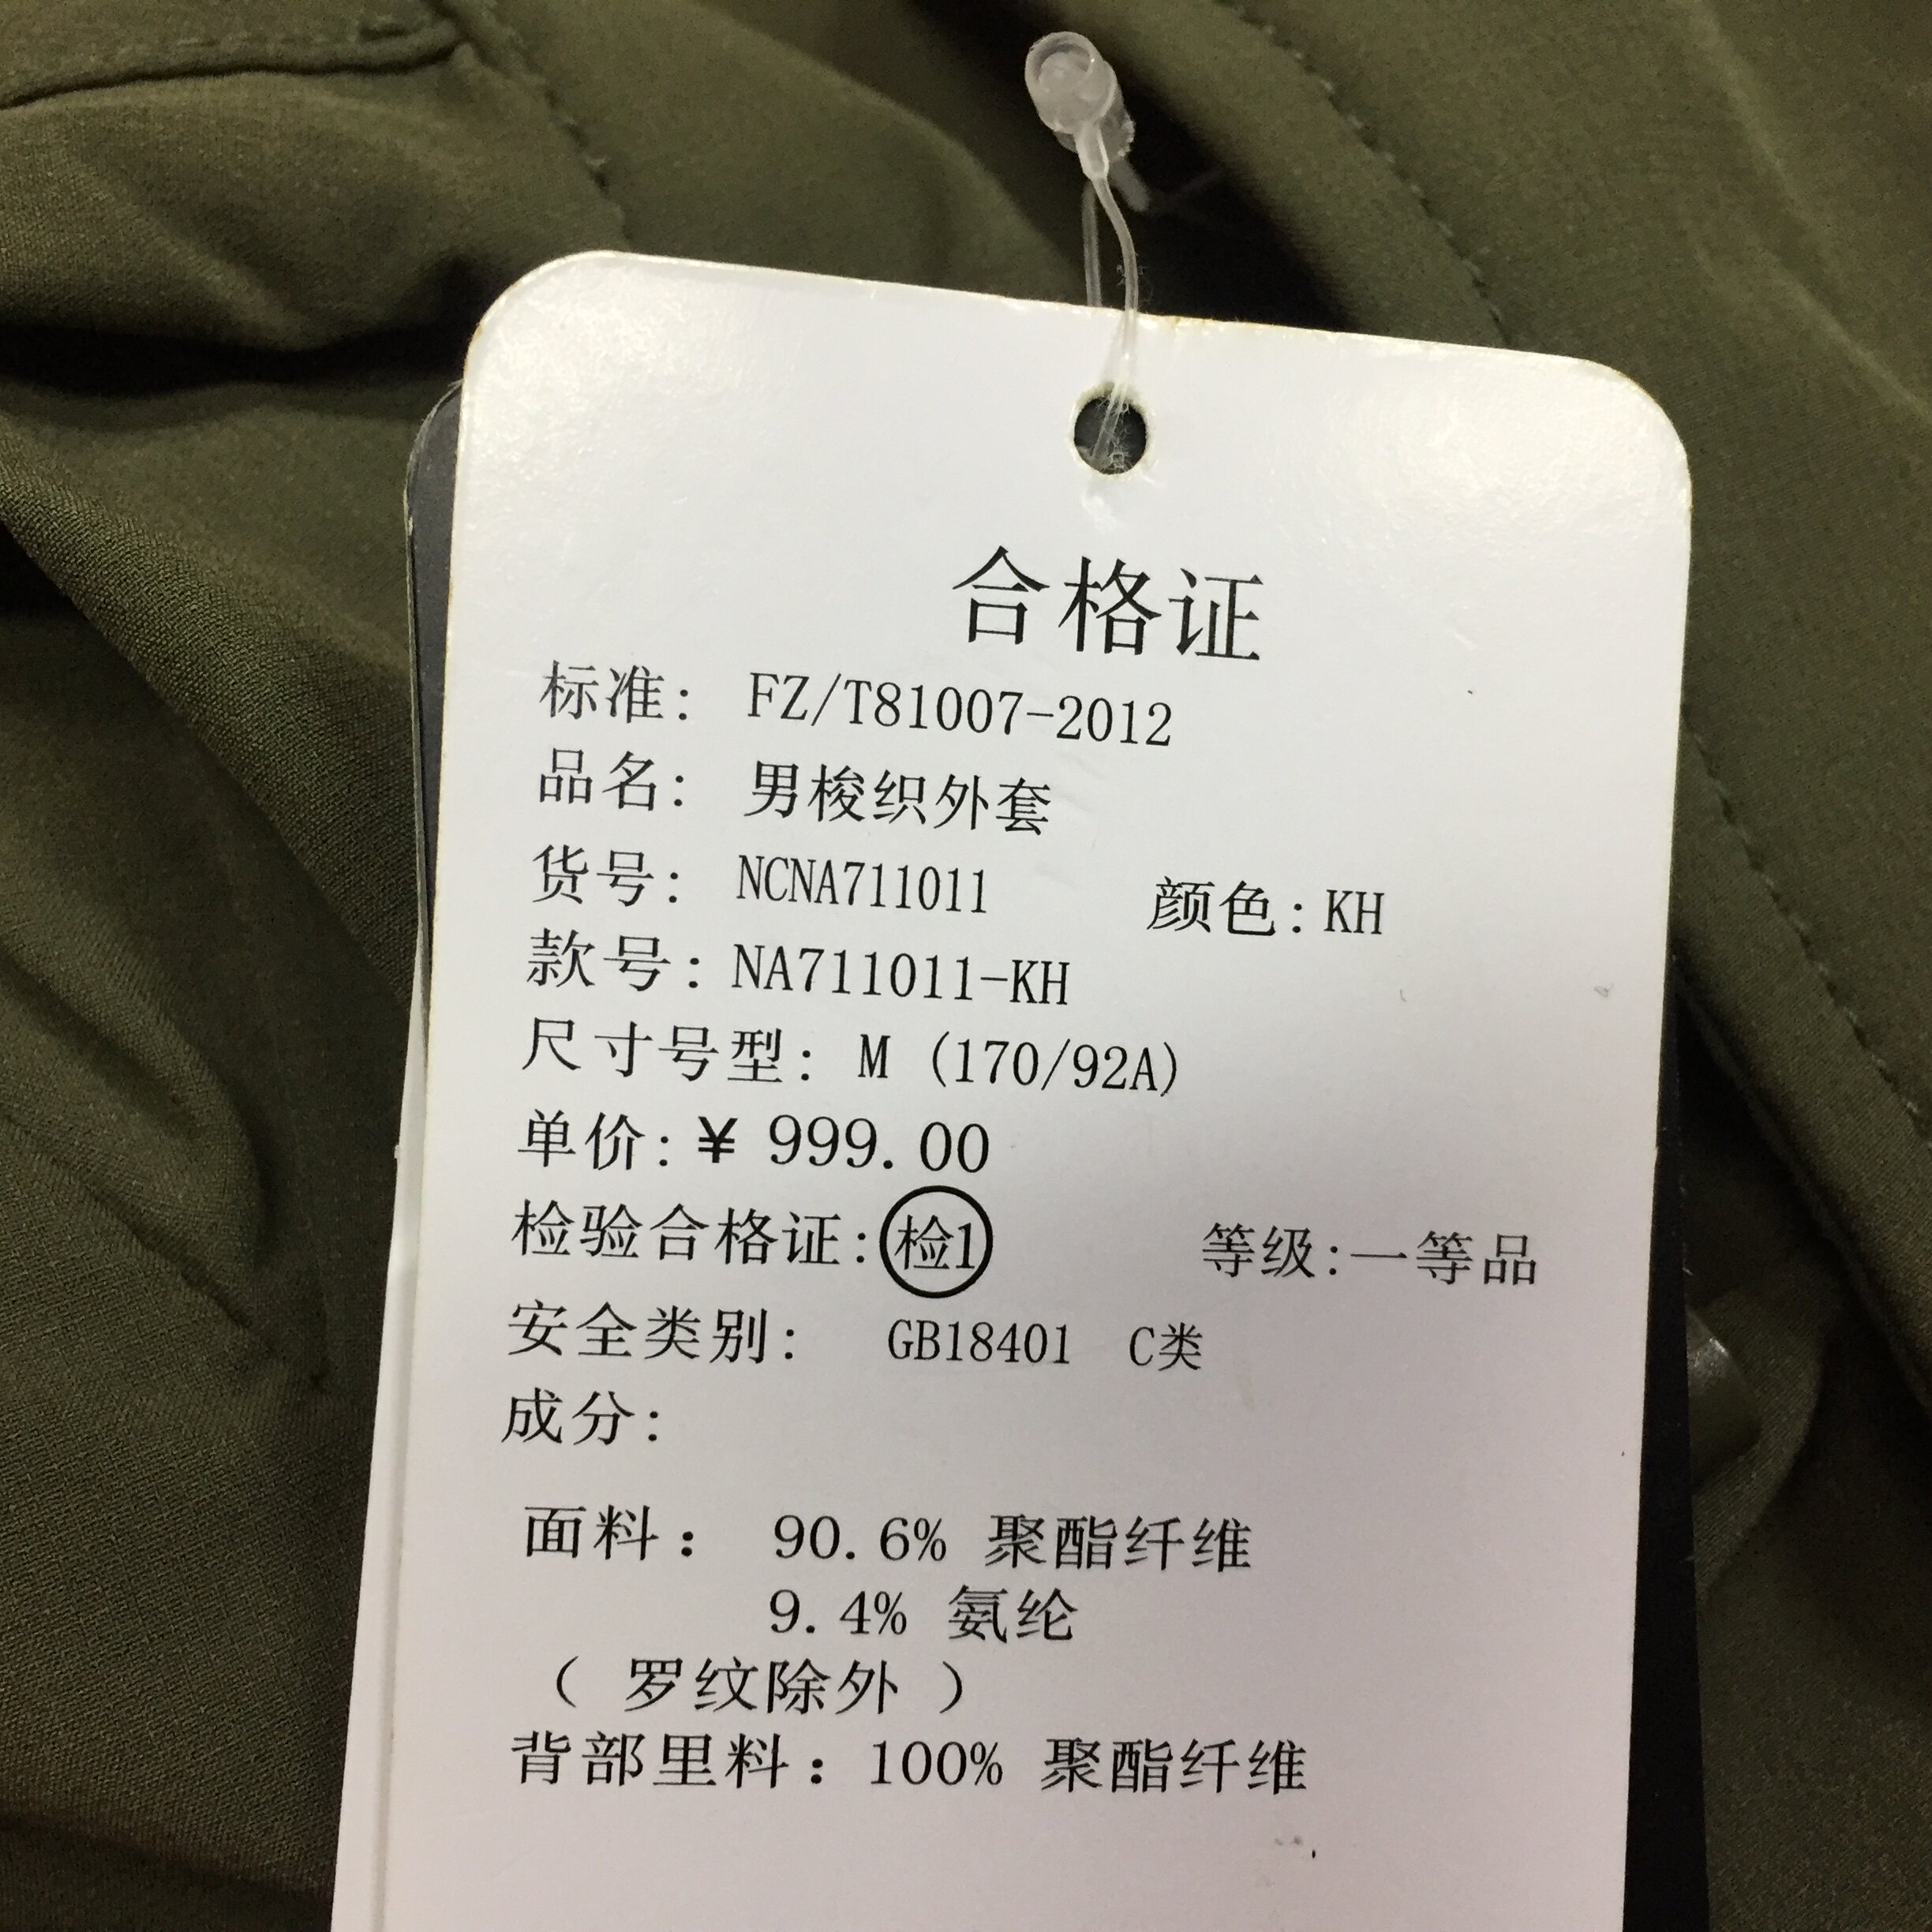 合格证
标准: FZ/T81007-2012
品名: 男梭织外套
货号: NCNA711011 颜色:KH
款号: NA711011-KH
尺寸号型: M (170/92A)
单价:¥ 999.00
检验合格证:检1 等级:一等品
安全类别: GB18401 C类
成分:
面料: 90.6% 聚酯纤维
9.4% 氨纶
( 罗纹除外 )
背部里料:100% 聚酯纤维